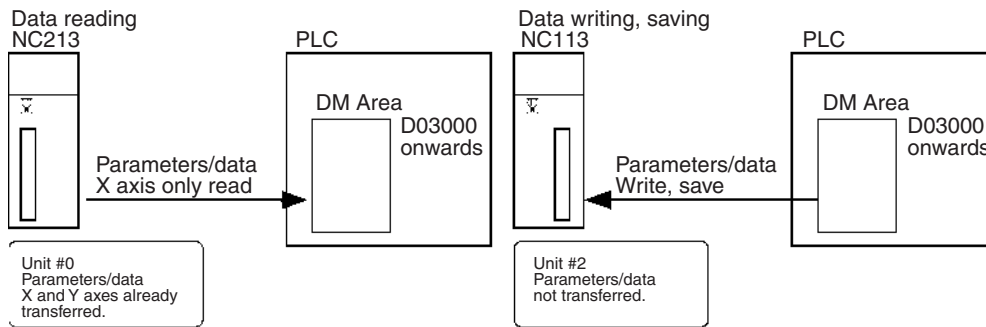 Data reading
NC213
PLC
DM Area
D03000
onwards
Parameters/data
X axis only read
Unit #0
Parameters/data
X and Y axes already
transferred.
Data writing, saving
NC113
PLC
DM Area
D03000
onwards
Parameters/data
Write, save
Unit #2
Parameters/data
not transferred.